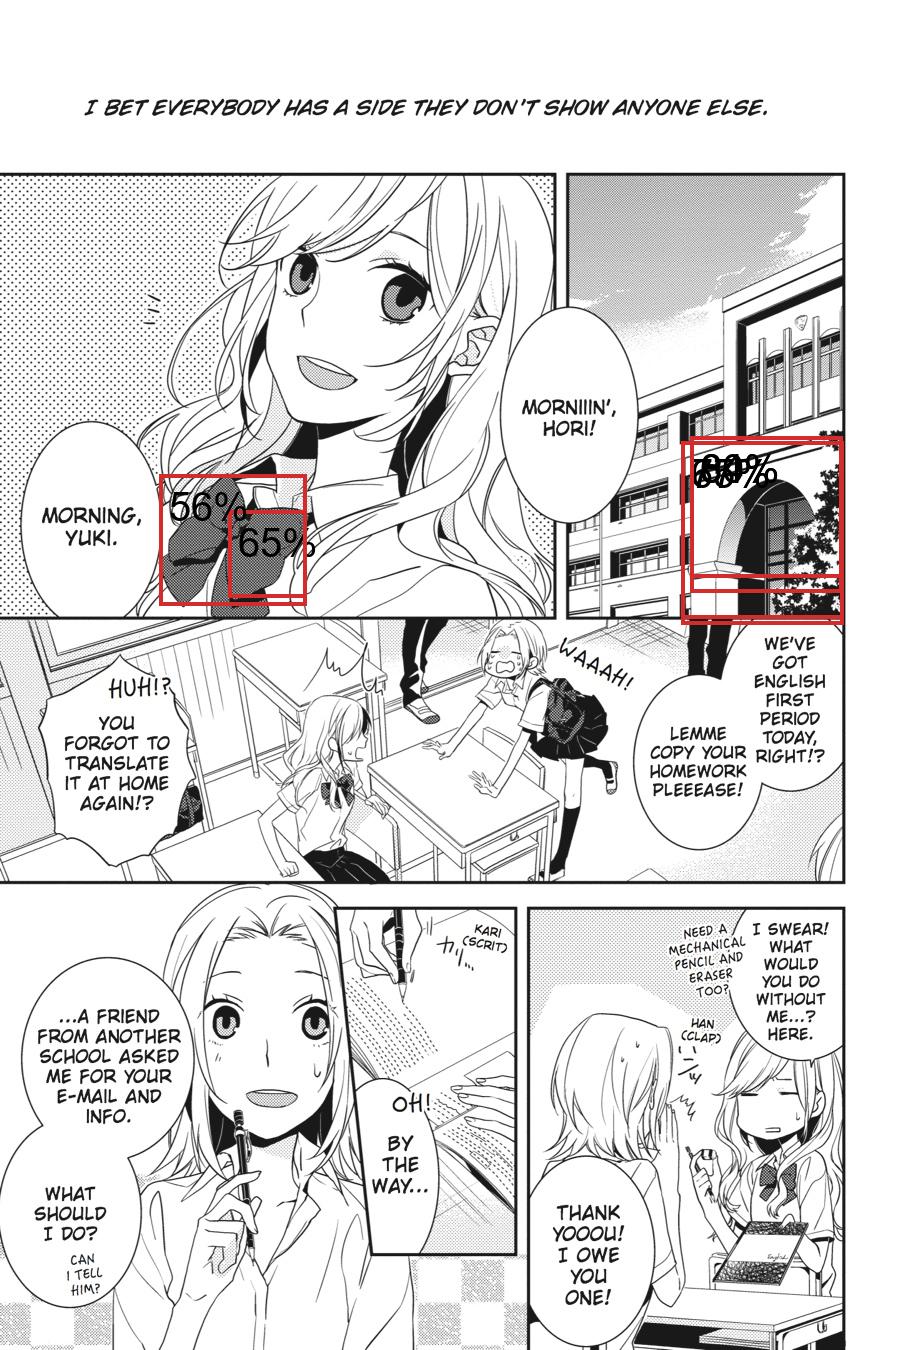 I BET EVERYBODY HAS A SIDE THEY DON'T SHOW ANYONE ELSE.
MORNIIIN',
HORI!
MORNING,
YUKI.
56%
65%
WE'VE
GOT
ENGLISH
FIRST
PERIOD
TODAY,
RIGHT!?
LEMME
COPY YOUR
HOMEWORK
PLEEEASE!
WAAAH!
HUH!?
YOU
FORGOT TO
TRANSLATE
IT AT HOME
AGAIN!?
I SWEAR!
WHAT
WOULD
YOU DO
WITHOUT
ME...?
HERE.
NEED A
MECHANICAL
PENCIL AND
ERASER
TOO?
HAN
(CLAP)
English
THANK
YOOOU!
I OWE
YOU
ONE!
KARI
(SCRIT)
カリ...
OH!
BY
THE
WAY...
...A FRIEND
FROM ANOTHER
SCHOOL ASKED
ME FOR YOUR
E-MAIL AND
INFO.
WHAT
SHOULD
I DO?
CAN
I TELL
HIM?